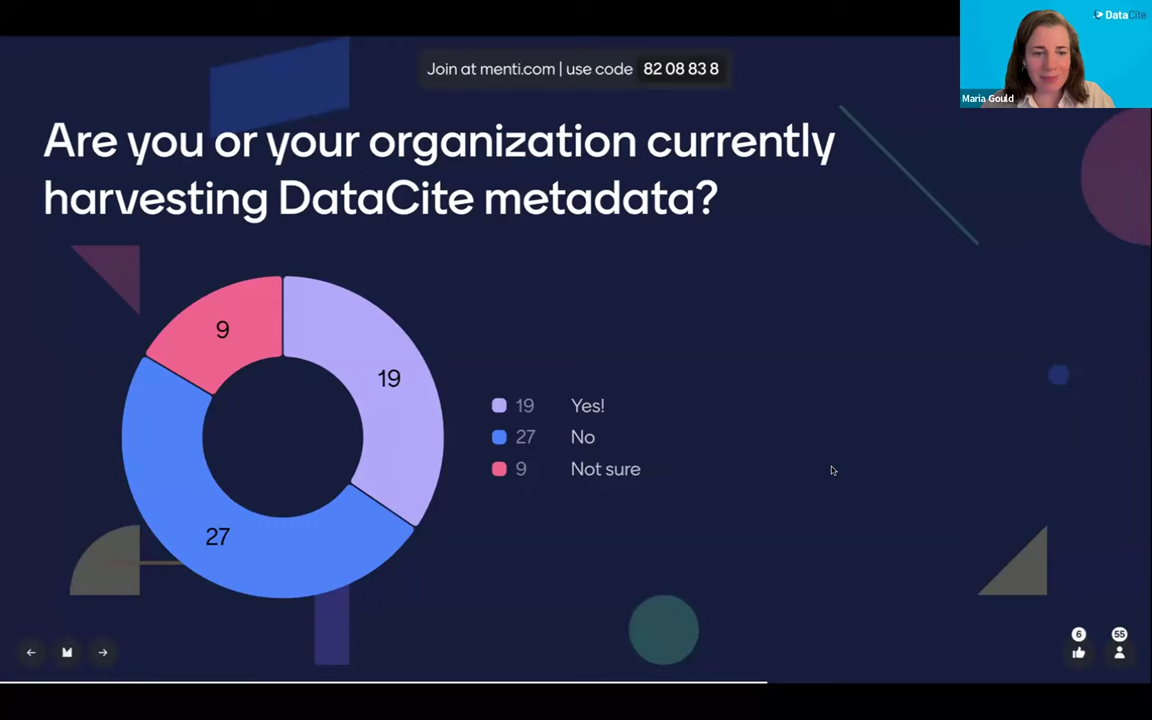 Join at menti.com | use code 82 08 83 8
DataCite
Maria Gould
Are you or your organization currently
harvesting DataCite metadata?
9
19
27
19 Yes!
27 No
9 Not sure
6
55